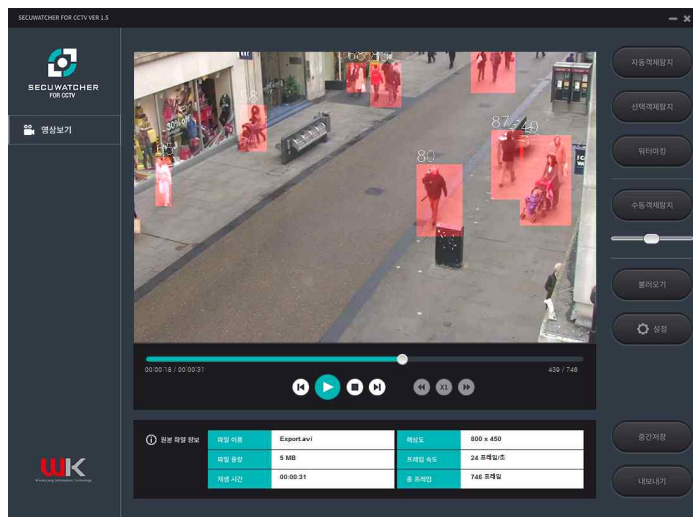 SECUWATCHER FOR CCTV VER 1.5
SECUWATCHER
FOR CCTV
영상보기
30%off
80
87
40
00:00:18 / 00:00:31
439 / 746
X1
원본 파일 정보
파일 이름
Export.avi
해상도
800 x 450
파일 용량
5 MB
프레임 속도
24 프레임/초
재생 시간
00:00:31
총 프레임
746 프레임
자동객체탐지
선택객체탐지
워터마킹
수동객체탐지
불러오기
설정
중간저장
내보내기
WK